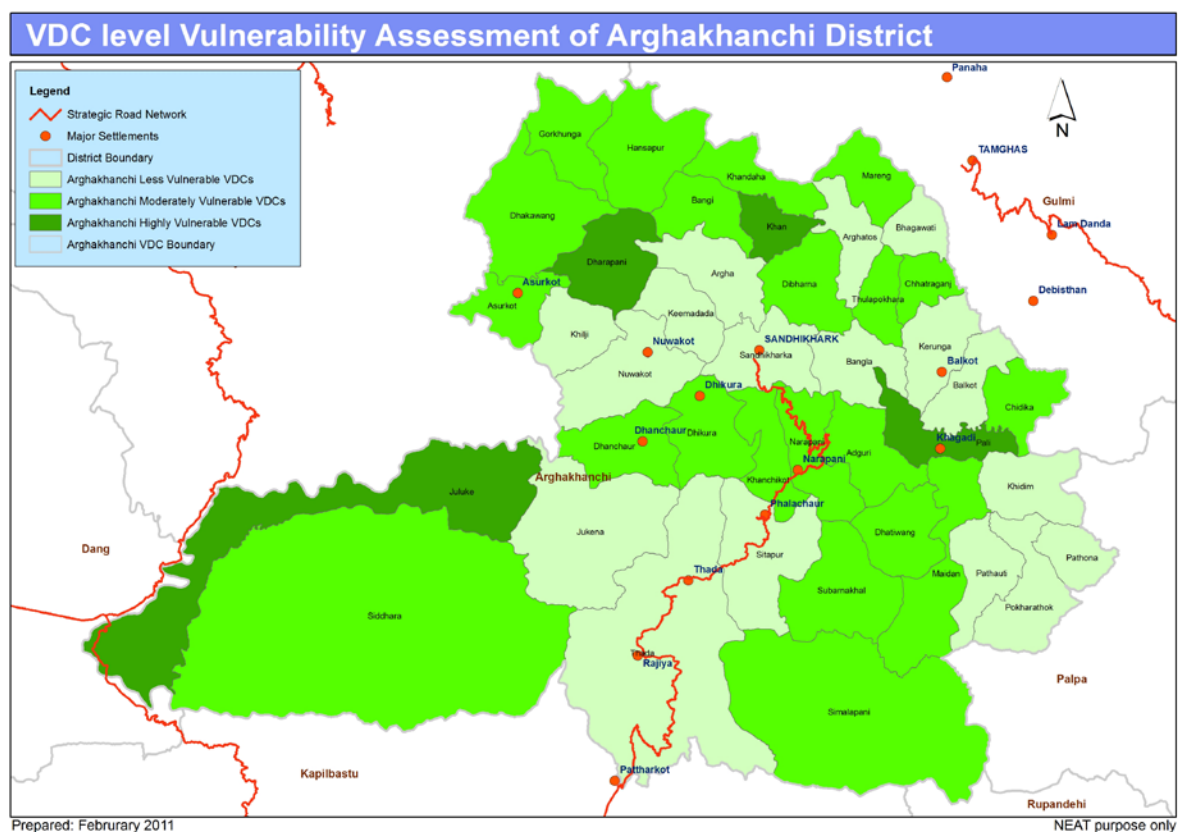 VDC level Vulnerability Assessment of Arghakhanchi District
Legend
Strategic Road Network
Major Settlements
District Boundary
Arghakhanchi Less Vulnerable VDCs
Arghakhanchi Moderately Vulnerable VDCs
Arghakhanchi Highly Vulnerable VDCs
Arghakhanchi VDC Boundary
N
Panaha
TAMGHAS
Gulmi
Lam Danda
Debisthan
Gorkhunga
Hansapur
Khandaha
Mareng
Dhakawang
Bangi
Khan
Arghatos
Bhagawati
Dharapani
Argha
Dibharna
Chhatraganj
Thulapokhara
Asurkot
Asurkot
Keemadada
Khilji
Nuwakot
Nuwakot
SANDHIKHARK
Sandhikharka
Bangla
Kerunga
Balkot
Balkot
Chidika
Dhikura
Dhikura
Dhanchaur
Dhanchaur
Narapani
Narapani
Adguri
Khagadi
Pali
Khanchikot
Arghakhanchi
Juluke
Khidim
Phalachaur
Jukena
Sitapur
Dhatiwang
Pathona
Dang
Thada
Maidan
Pathauti
Subarnakhal
Pokharathok
Siddhara
Thada
Rajiya
Palpa
Simalapani
Kapilbastu
Pattharkot
Rupandehi
Prepared: Februrary 2011
NEAT purpose only